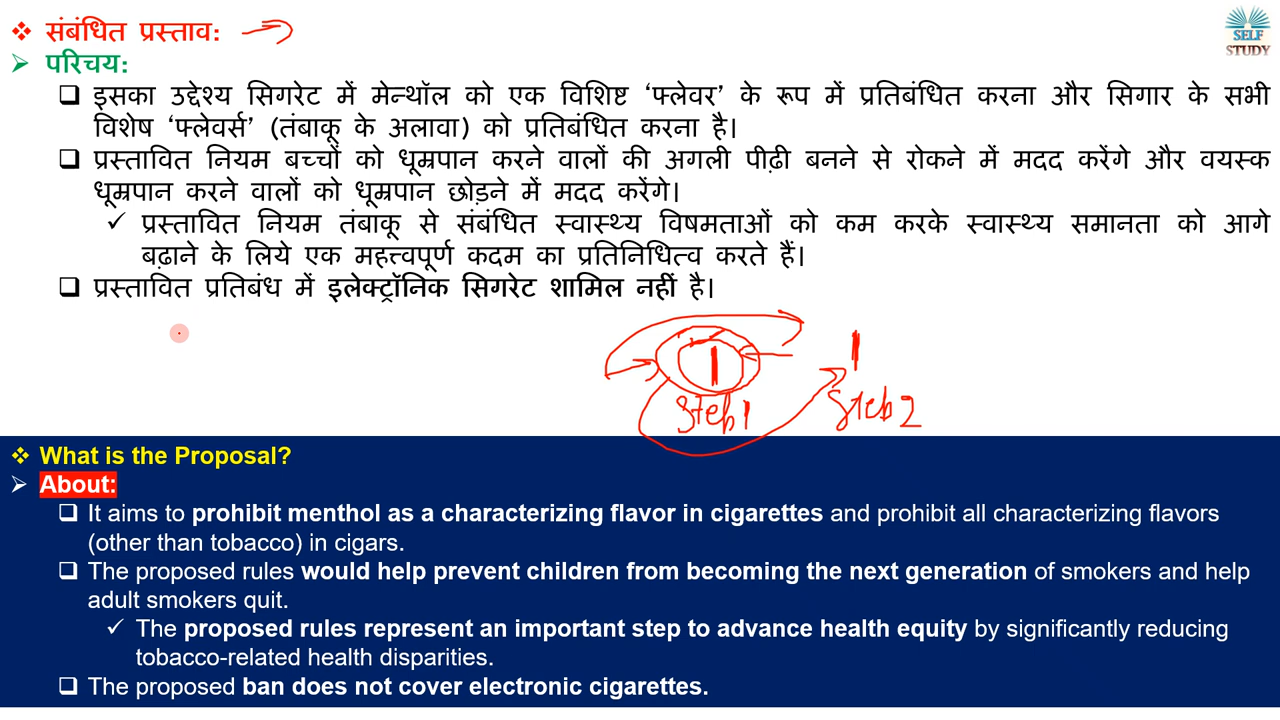 ❖ संबंधित प्रस्ताव:
SELF
STUDY
➢ परिचय:
❑ इसका उद्देश्य सिगरेट में मेन्थॉल को एक विशिष्ट ‘फ्लेवर’ के रूप में प्रतिबंधित करना और सिगार के सभी
विशेष ‘फ्लेवर्स’ (तंबाकू के अलावा) को प्रतिबंधित करना है।
❑ प्रस्तावित नियम बच्चों को धूम्रपान करने वालों की अगली पीढ़ी बनने से रोकने में मदद करेंगे और वयस्क
धूम्रपान करने वालों को धूम्रपान छोड़ने में मदद करेंगे।
✓ प्रस्तावित नियम तंबाकू से संबंधित स्वास्थ्य विषमताओं को कम करके स्वास्थ्य समानता को आगे
बढ़ाने के लिये एक महत्त्वपूर्ण कदम का प्रतिनिधित्व करते हैं।
❑ प्रस्तावित प्रतिबंध में इलेक्ट्रॉनिक सिगरेट शामिल नहीं है।
1 1
Step1 Step2
❖ What is the Proposal?
➢ About:
❑ It aims to prohibit menthol as a characterizing flavor in cigarettes and prohibit all characterizing flavors
(other than tobacco) in cigars.
❑ The proposed rules would help prevent children from becoming the next generation of smokers and help
adult smokers quit.
✓ The proposed rules represent an important step to advance health equity by significantly reducing
tobacco-related health disparities.
❑ The proposed ban does not cover electronic cigarettes.